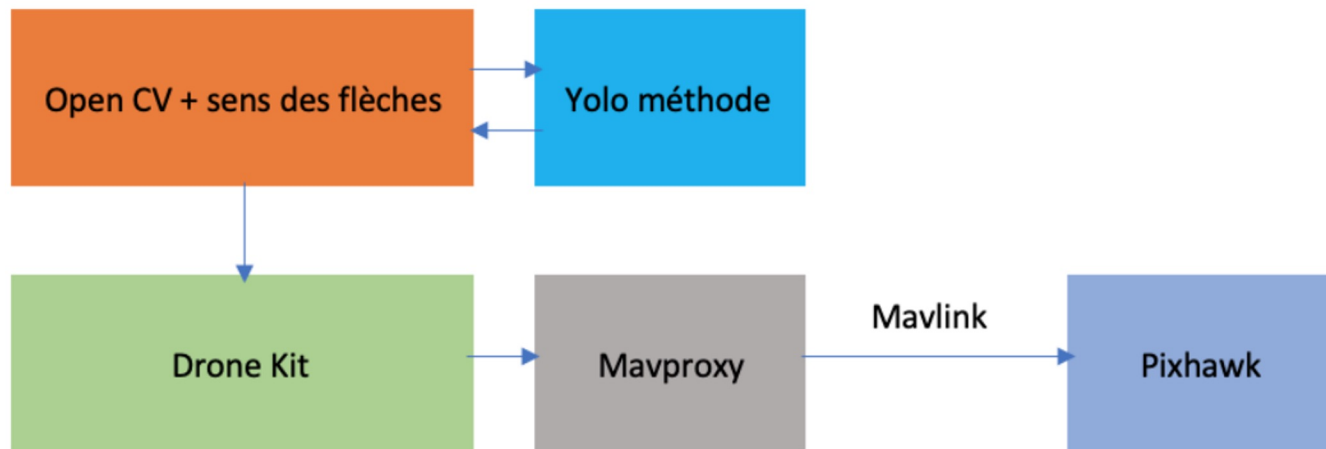 Open CV + sens des flèches
Yolo méthode
Mavlink
Drone Kit
Mavproxy
Pixhawk